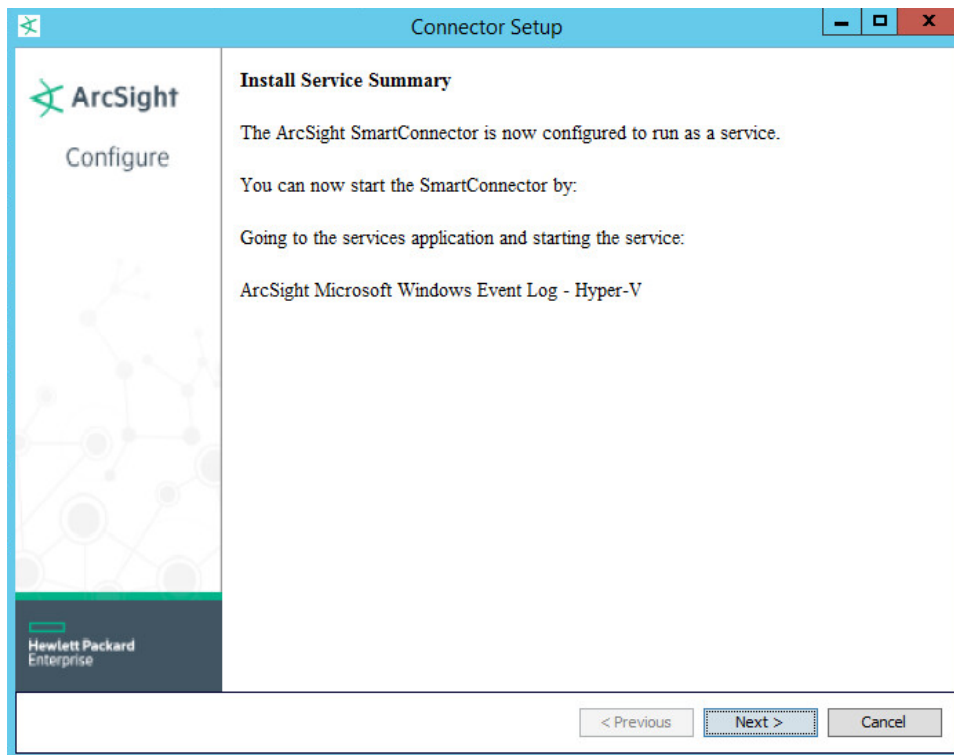 Connector Setup
ArcSight
Configure
Install Service Summary
The ArcSight SmartConnector is now configured to run as a service.
You can now start the SmartConnector by:
Going to the services application and starting the service:
ArcSight Microsoft Windows Event Log - Hyper-V
Hewlett Packard
Enterprise
< Previous
Next >
Cancel